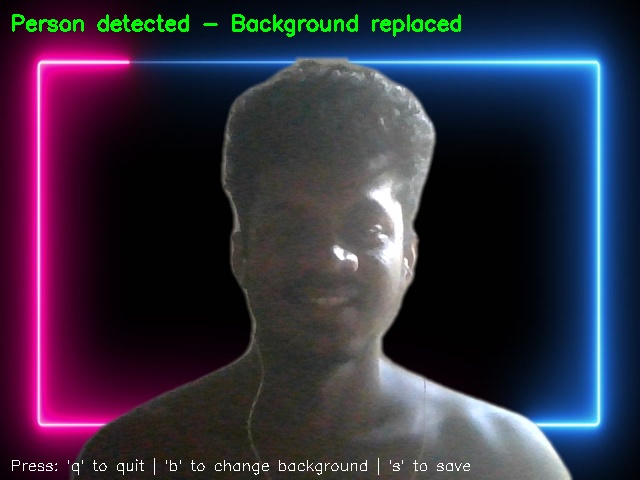 Person detected - Background replaced
Press: 'q' to quit | 'b' to change background | 's' to save